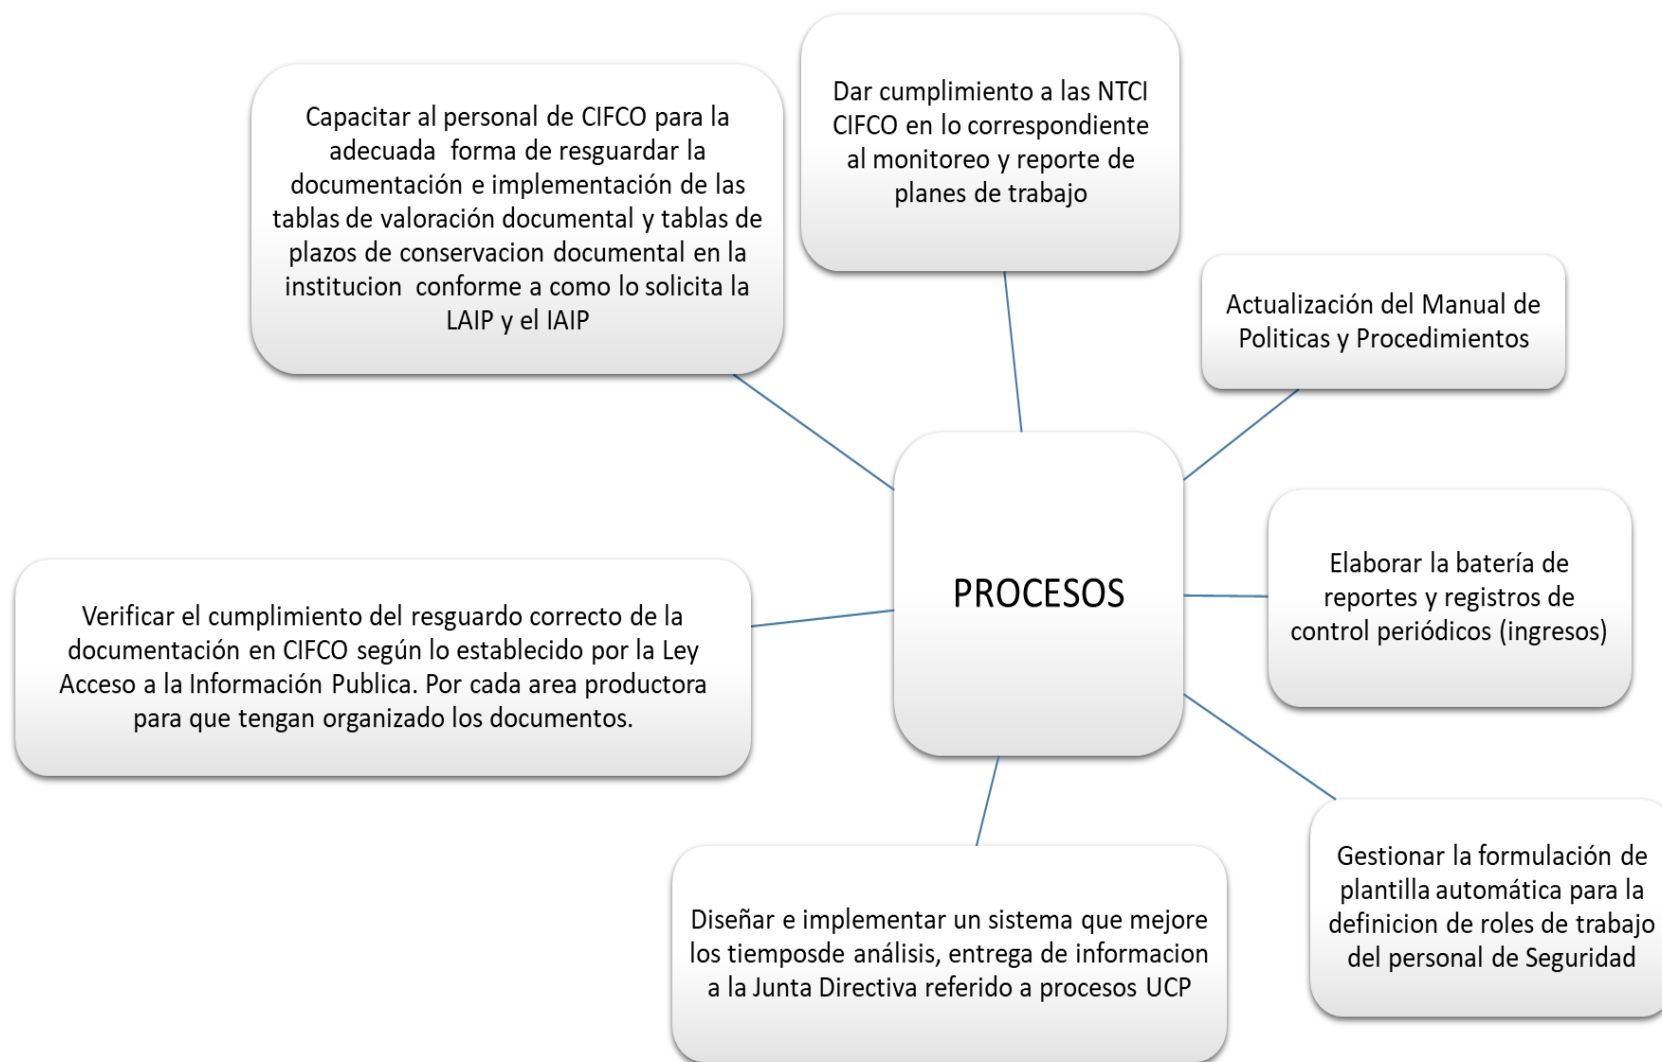 Dar cumplimiento a las NTCI
CIFCO en lo correspondiente
al monitoreo y reporte de
planes de trabajo
Capacitar al personal de CIFCO para la
adecuada forma de resguardar la
documentación e implementación de las
tablas de valoración documental y tablas de
plazos de conservacion documental en la
institucion conforme a como lo solicita la
LAIP y el IAIP
Actualización del Manual de
Politicas y Procedimientos
PROCESOS
Elaborar la batería de
reportes y registros de
control periódicos (ingresos)
Verificar el cumplimiento del resguardo correcto de la
documentación en CIFCO según lo establecido por la Ley
Acceso a la Información Publica. Por cada area productora
para que tengan organizado los documentos.
Gestionar la formulación de
plantilla automática para la
definicion de roles de trabajo
del personal de Seguridad
Diseñar e implementar un sistema que mejore
los tiemposde análisis, entrega de informacion
a la Junta Directiva referido a procesos UCP